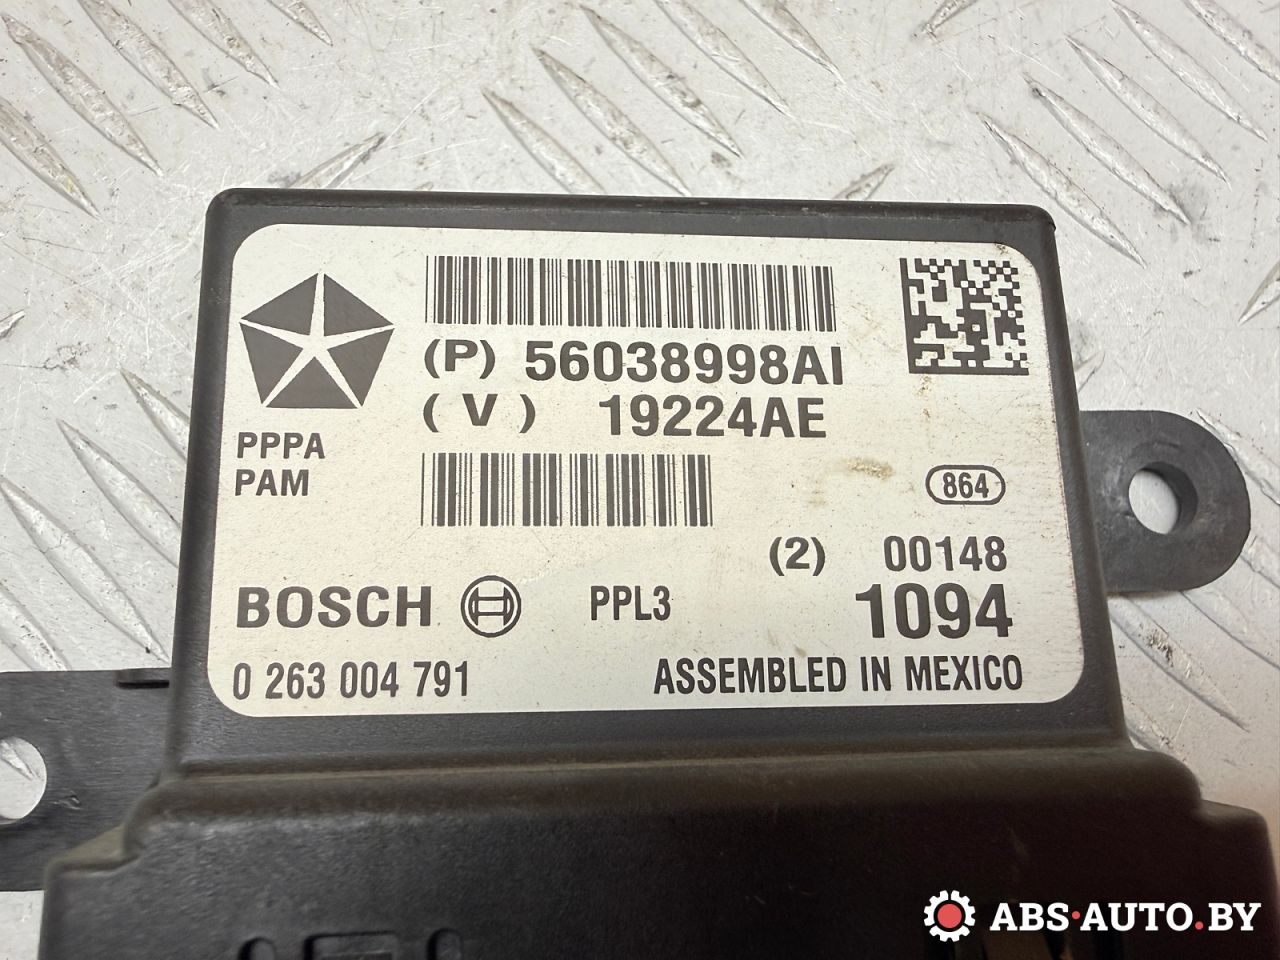 (P) 56038998AI
(V) 19224AE
PPPA
PAM
864
(2) 00148
BOSCH PPL3 1094
0 263 004 791 ASSEMBLED IN MEXICO
ABS·AUTO.BY